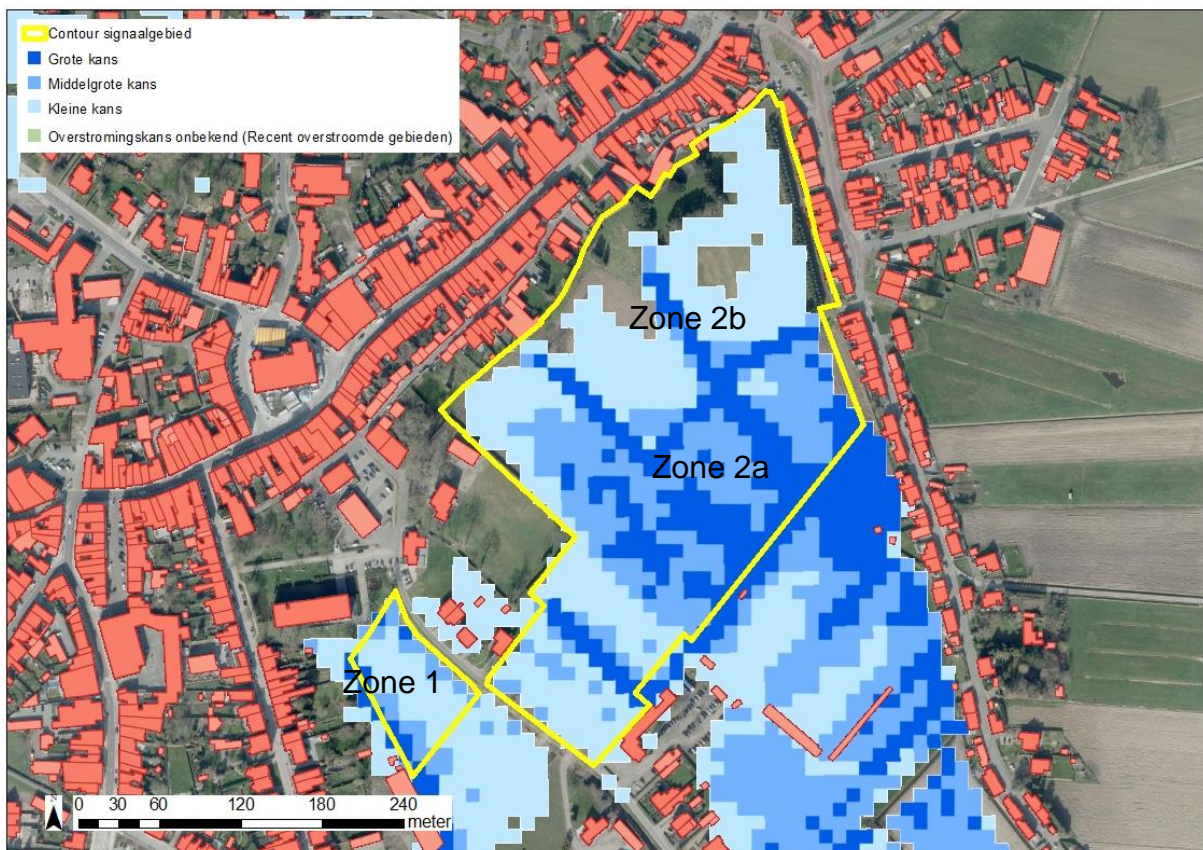 Contour signaalgebied
Grote kans
Middelgrote kans
Kleine kans
Overstromingskans onbekend (Recent overstroomde gebieden)
Zone 2b
Zone 2a
Zone 1
0 30 60 120 180 240
meter